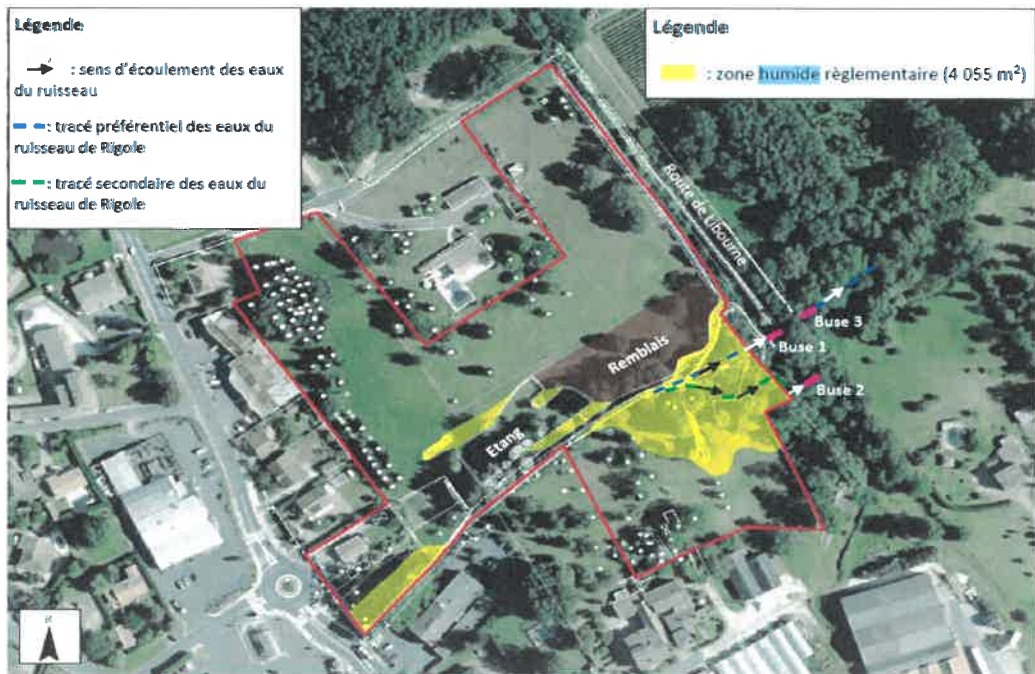 Légende
: sens d'écoulement des eaux
du ruisseau
: tracé préférentiel des eaux du
ruisseau de Rigole
: tracé secondaire des eaux du
ruisseau de Rigole
Légende
: zone humide règlementaire (4 055 m²)
Route de Libourne
Buse 3
Buse 1
Remblais
Buse 2
Etang